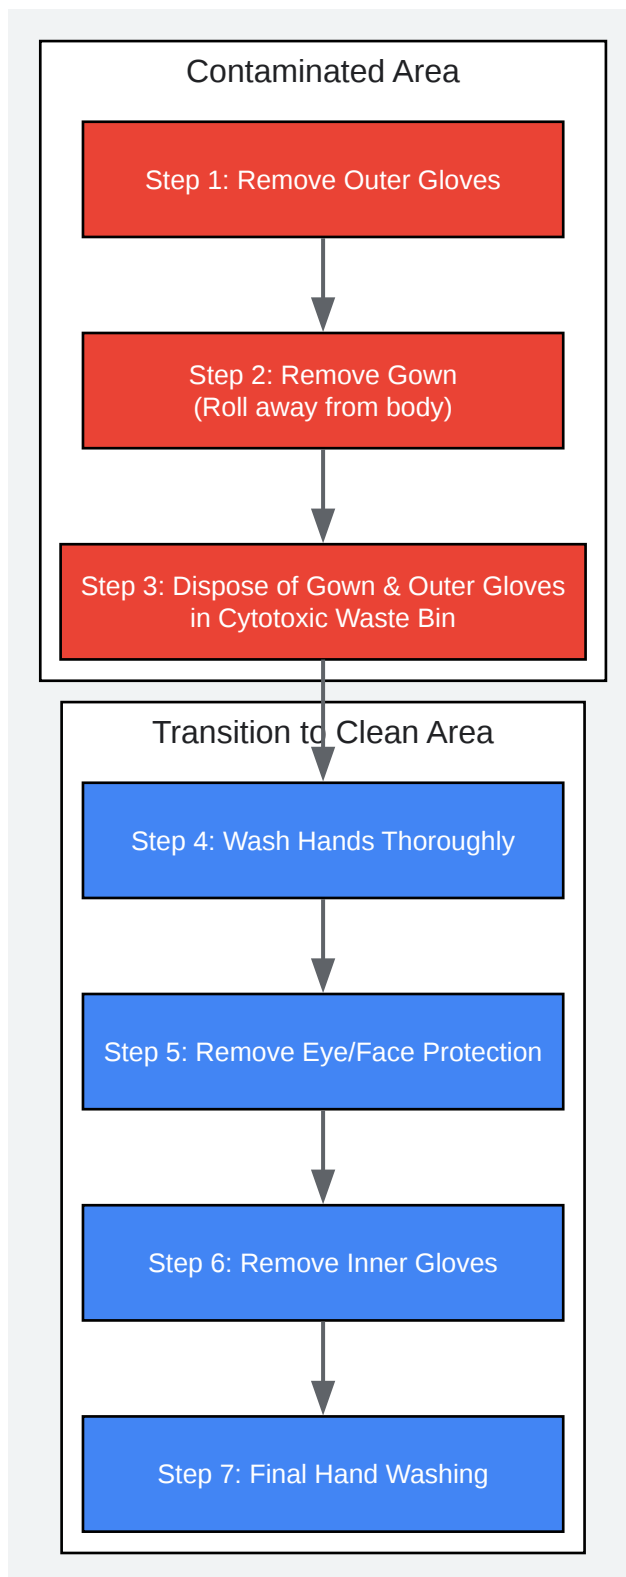 Contaminated Area
Step 1: Remove Outer Gloves
Step 2: Remove Gown
(Roll away from body)
Step 3: Dispose of Gown & Outer Gloves
in Cytotoxic Waste Bin
Transition to Clean Area
Step 4: Wash Hands Thoroughly
Step 5: Remove Eye/Face Protection
Step 6: Remove Inner Gloves
Step 7: Final Hand Washing